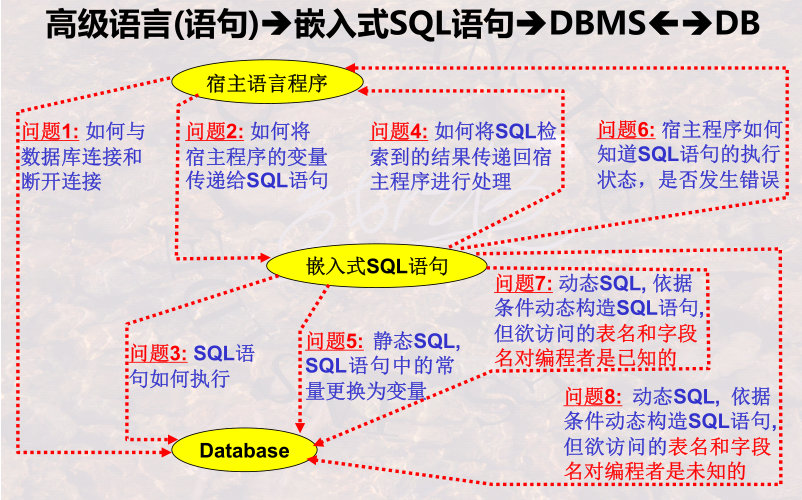 高级语言(语句)➔嵌入式SQL语句➔DBMS🡨➔DB
宿主语言程序
问题1: 如何与
数据库连接和
断开连接
问题2: 如何将
宿主程序的变量
传递给SQL语句
问题4: 如何将SQL检
索到的结果传递回宿
主程序进行处理
问题6: 宿主程序如何
知道SQL语句的执行
状态，是否发生错误
嵌入式SQL语句
问题7: 动态SQL, 依据
条件动态构造SQL语句,
但欲访问的表名和字段
名对编程者是已知的
问题3: SQL语
句如何执行
问题5: 静态SQL,
SQL语句中的常
量更换为变量
问题8: 动态SQL, 依据
条件动态构造SQL语句,
但欲访问的表名和字段
名对编程者是未知的
Database